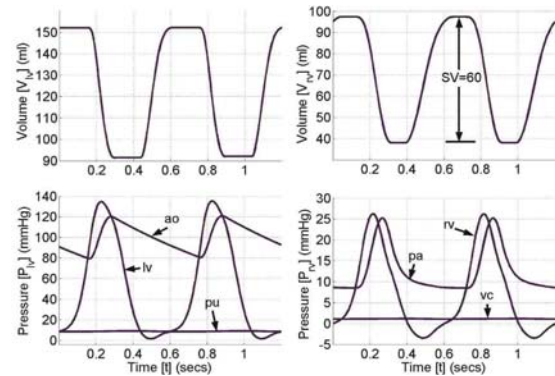 Volume [V_lv] (ml)
150
140
130
120
110
100
90
0.2 0.4 0.6 0.8 1
Volume [V_rv] (ml)
100
90
80
70
60
50
40
30
SV=60
0.2 0.4 0.6 0.8 1
Pressure [P_lv] (mmHg)
140
120
100
80
60
40
20
0
ao
lv
pu
0.2 0.4 0.6 0.8 1
Time [t] (secs)
Pressure [P_rv] (mmHg)
30
25
20
15
10
5
0
-5
rv
pa
vc
0.2 0.4 0.6 0.8 1
Time [t] (secs)